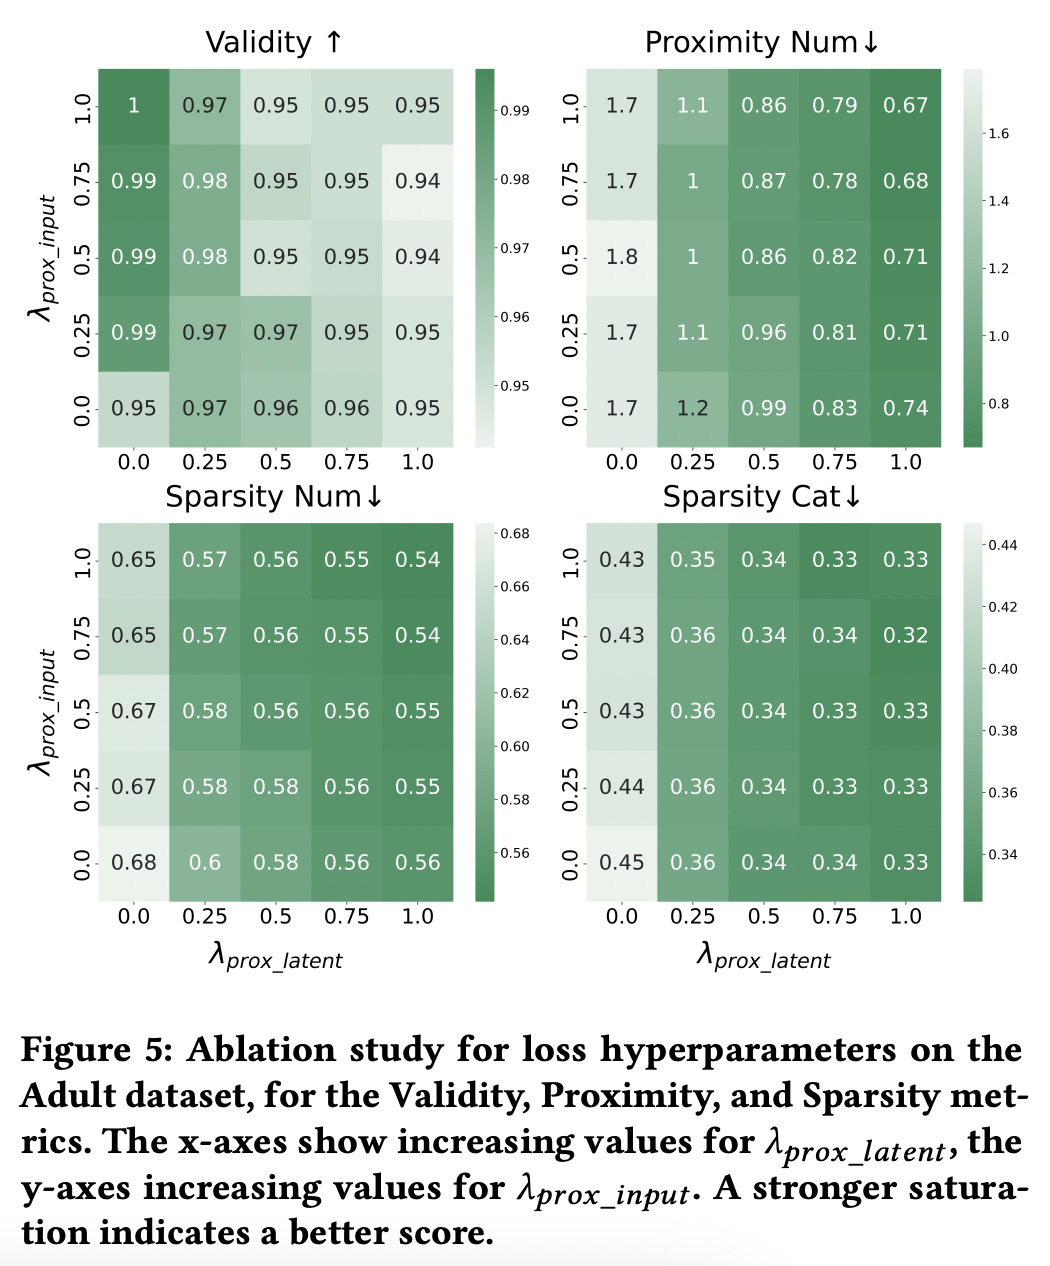 Validity ↑
Proximity Num↓
1.0 1 0.97 0.95 0.95 0.95
0.75 0.99 0.98 0.95 0.95 0.94
0.5 0.99 0.98 0.95 0.95 0.94
0.25 0.99 0.97 0.97 0.95 0.95
0.0 0.95 0.97 0.96 0.96 0.95
0.0 0.25 0.5 0.75 1.0
λprox_input
0.99
0.98
0.97
0.96
0.95
1.0 1.7 1.1 0.86 0.79 0.67
0.75 1.7 1 0.87 0.78 0.68
0.5 1.8 1 0.86 0.82 0.71
0.25 1.7 1.1 0.96 0.81 0.71
0.0 1.7 1.2 0.99 0.83 0.74
0.0 0.25 0.5 0.75 1.0
1.6
1.4
1.2
1.0
0.8
Sparsity Num↓
Sparsity Cat↓
1.0 0.65 0.57 0.56 0.55 0.54
0.75 0.65 0.57 0.56 0.55 0.54
0.5 0.67 0.58 0.56 0.56 0.55
0.25 0.67 0.58 0.58 0.56 0.55
0.0 0.68 0.6 0.58 0.56 0.56
0.0 0.25 0.5 0.75 1.0
λprox_input
λprox_latent
0.68
0.66
0.64
0.62
0.60
0.58
0.56
1.0 0.43 0.35 0.34 0.33 0.33
0.75 0.43 0.36 0.34 0.34 0.32
0.5 0.43 0.36 0.34 0.33 0.33
0.25 0.44 0.36 0.34 0.33 0.33
0.0 0.45 0.36 0.34 0.34 0.33
0.0 0.25 0.5 0.75 1.0
λprox_latent
0.44
0.42
0.40
0.38
0.36
0.34
Figure 5: Ablation study for loss hyperparameters on the
Adult dataset, for the Validity, Proximity, and Sparsity met-
rics. The x-axes show increasing values for λprox_latent, the
y-axes increasing values for λprox_input. A stronger satura-
tion indicates a better score.